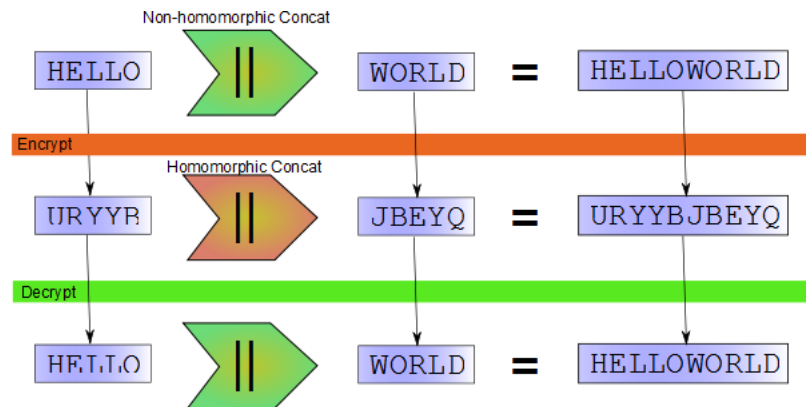 Non-homomorphic Concat
HELLO || WORLD = HELLOWORLD
Encrypt
Homomorphic Concat
URYYB || JBEYQ = URYYBJBEYQ
Decrypt
HELLO || WORLD = HELLOWORLD